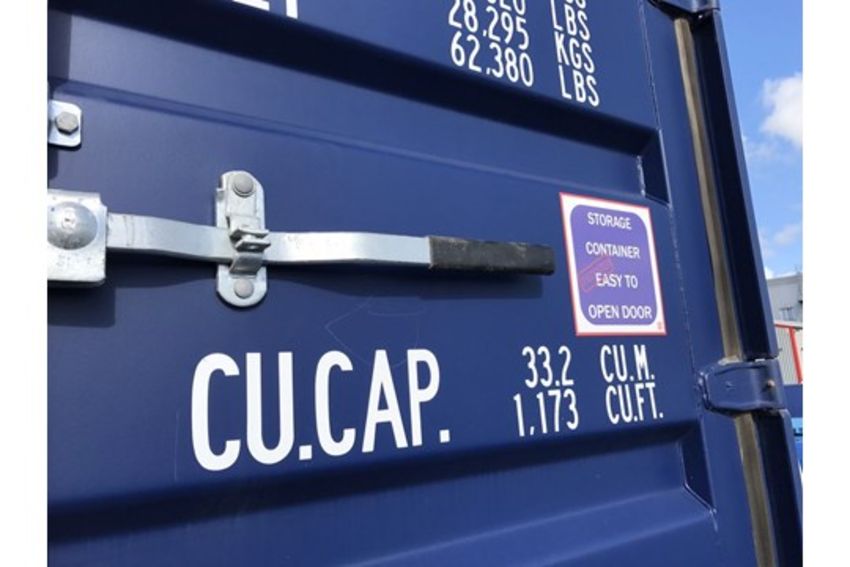 28,295 KGS
62,380 LBS
STORAGE
CONTAINER
EASY TO
OPEN DOOR
CU.CAP. 33.2 CU.M.
1,173 CU.FT.